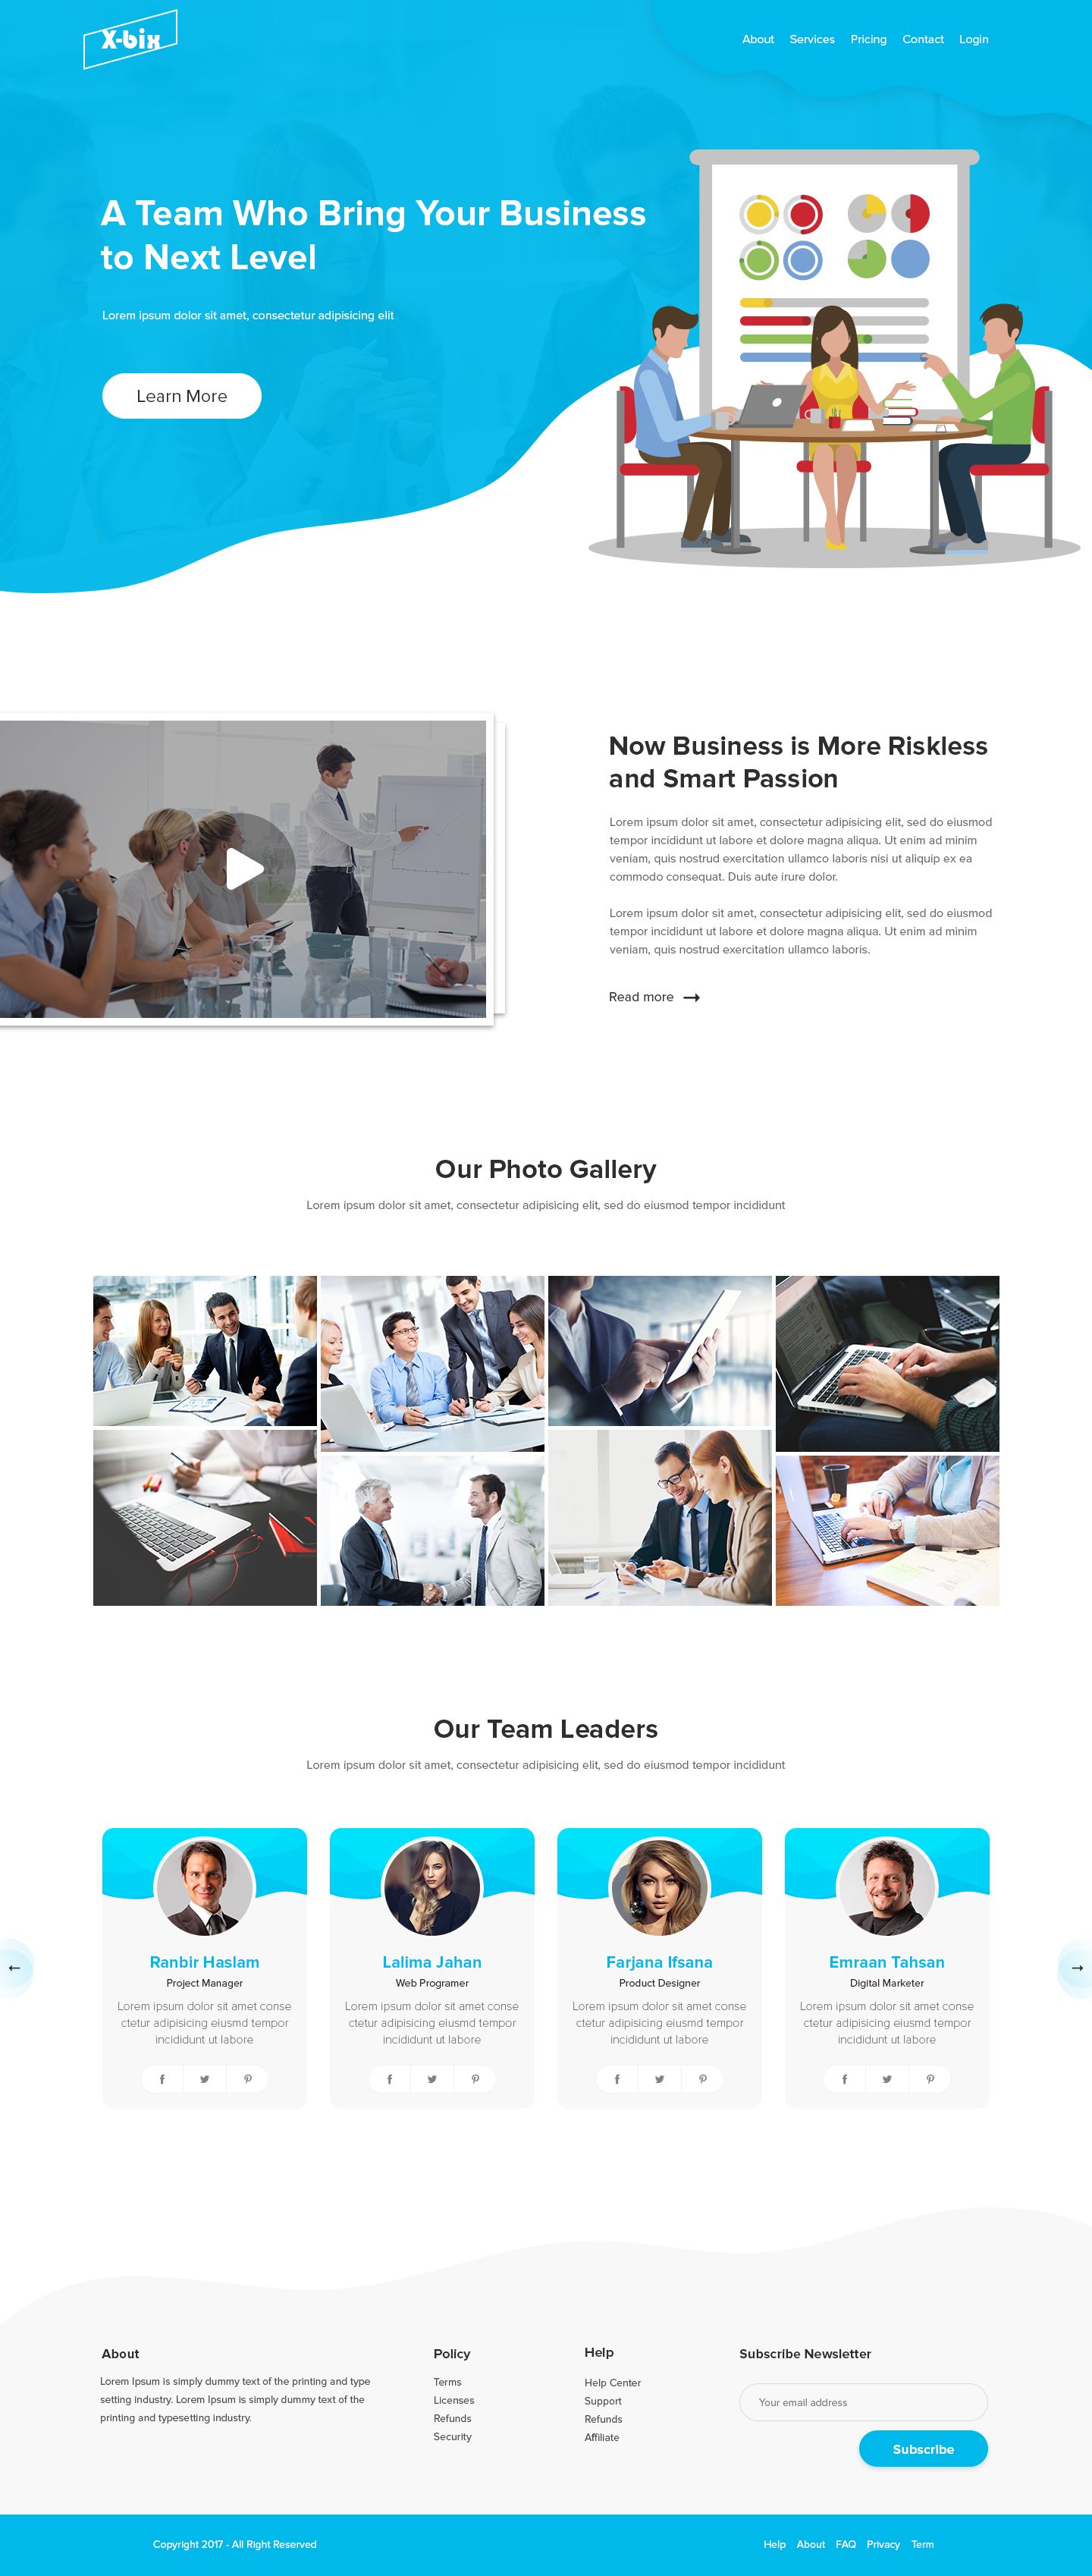 X-bix
About Services Pricing Contact Login
A Team Who Bring Your Business
to Next Level
Lorem ipsum dolor sit amet, consectetur adipisicing elit
Learn More
Now Business is More Riskless
and Smart Passion
Lorem ipsum dolor sit amet, consectetur adipisicing elit, sed do eiusmod
tempor incididunt ut labore et dolore magna aliqua. Ut enim ad minim
veniam, quis nostrud exercitation ullamco laboris nisi ut aliquip ex ea
commodo consequat. Duis aute irure dolor.
Lorem ipsum dolor sit amet, consectetur adipisicing elit, sed do eiusmod
tempor incididunt ut labore et dolore magna aliqua. Ut enim ad minim
veniam, quis nostrud exercitation ullamco laboris.
Read more
Our Photo Gallery
Lorem ipsum dolor sit amet, consectetur adipisicing elit, sed do eiusmod tempor incididunt
Our Team Leaders
Lorem ipsum dolor sit amet, consectetur adipisicing elit, sed do eiusmod tempor incididunt
Ranbir Haslam
Project Manager
Lorem ipsum dolor sit amet conse
ctetur adipisicing eiusmd tempor
incididunt ut labore
Lalima Jahan
Web Programer
Lorem ipsum dolor sit amet conse
ctetur adipisicing eiusmd tempor
incididunt ut labore
Farjana Ifsana
Product Designer
Lorem ipsum dolor sit amet conse
ctetur adipisicing eiusmd tempor
incididunt ut labore
Emraan Tahsan
Digital Marketer
Lorem ipsum dolor sit amet conse
ctetur adipisicing eiusmd tempor
incididunt ut labore
About
Lorem Ipsum is simply dummy text of the printing and type
setting industry. Lorem Ipsum is simply dummy text of the
printing and typesetting industry.
Policy
Terms
Licenses
Refunds
Security
Help
Help Center
Support
Refunds
Affiliate
Subscribe Newsletter
Your email address
Subscribe
Copyright 2017 - All Right Reserved
Help About FAQ Privacy Term